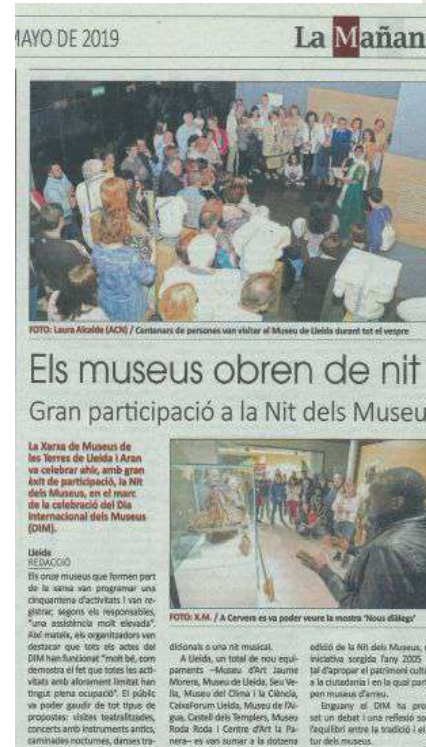 MAYO DE 2019
La Mañan
FOTO: Laura Alcalde (ACN) / Centenars de persones van visitar el Museu de Lleida durant tot el vespre
Els museus obren de nit
Gran participació a la Nit dels Museu
La Xarxa de Museus de
les Terres de Lleida i Aran
va celebrar ahir, amb gran
èxit de participació, la Nit
dels Museus, en el marc
de la celebració del Dia
Internacional dels Museus
(DIM).
Lleida
REDACCIÓ
Els onze museus que formen part
de la xarxa van programar una
cinquantena d'activitats i van re-
gistrar, segons els responsables,
"una assistència molt elevada".
Així mateix, els organitzadors van
destacar que tots els actes del
DIM han funcionat "molt bé, com
demostra el fet que totes les acti-
vitats amb aforament limitat han
tingut plena ocupació". El públic
va poder gaudir de tot tipus de
propostes: visites teatralitzades,
concerts amb instruments antics,
caminades nocturnes, danses tra-
FOTO: X.M. / A Cervera es va poder veure la mostra 'Nous diàlegs'
dicionals o una nit musical.
A Lleida, un total de nou equi-
paments –Museu d'Art Jaume
Morera, Museu de Lleida, Seu Ve-
lla, Museu del Clima i la Ciència,
CaixaForum Lleida, Museu de l'Ai-
gua, Castell dels Templers, Museu
Roda Roda i Centre d'Art la Pa-
nera– es van sumar a la dotzena
edició de la Nit dels Museus,
iniciativa sorgida l'any 2005
tal d'apropar el patrimoni cultu
a la ciutadania i en la qual parti
pen museus d'arreu.
Enguany el DIM ha pro
sat un debat i una reflexió so
l'equilibri entre la tradició i el
tur dels museus.